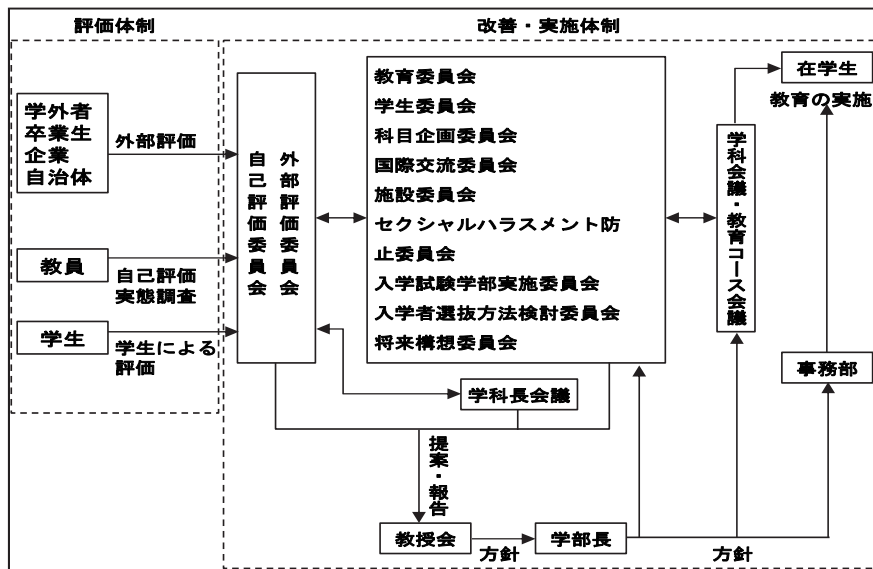 評価体制
改善・実施体制
学外者
卒業生
企業
自治体
外部評価
教員
自己評価
実態調査
学生
学生による
評価
外部評価委員会
自己評価委員会
教育委員会
学生委員会
科目企画委員会
国際交流委員会
施設委員会
セクシャルハラスメント防
止委員会
入学試験学部実施委員会
入学者選抜方法検討委員会
将来構想委員会
学科長会議
学科会議・教育コース会議
在学生
教育の実施
事務部
提案・報告
教授会
方針
学部長
方針